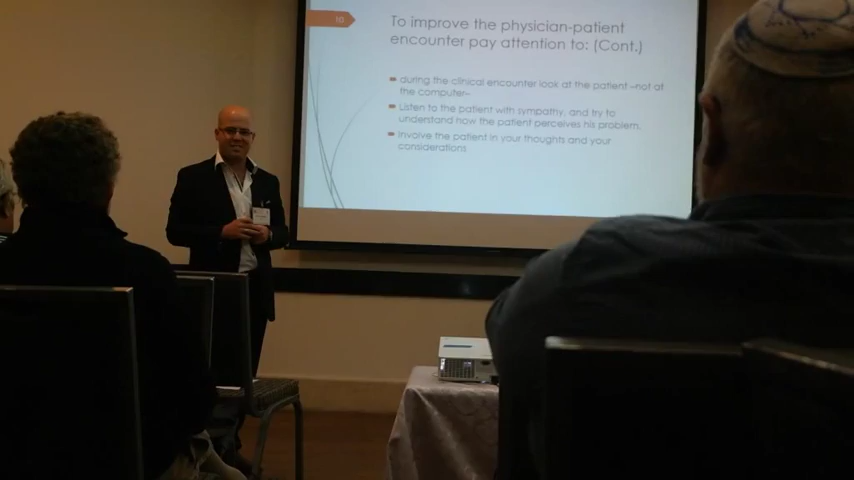 10
To improve the physician-patient
encounter pay attention to: (Cont.)
during the clinical encounter look at the patient –not at
the computer–
Listen to the patient with sympathy, and try to
understand how the patient perceives his problem.
Involve the patient in your thoughts and your
considerations